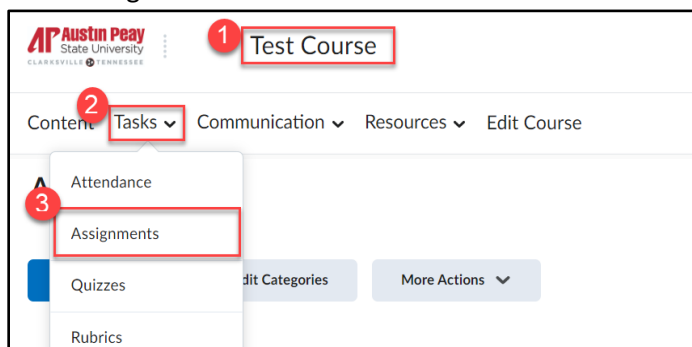 Austin Peay
State University
CLARKSVILLE TENNESSEE
1
Test Course
2
Content Tasks Communication Resources Edit Course
Attendance
3
Assignments
Quizzes
dit Categories
More Actions
Rubrics